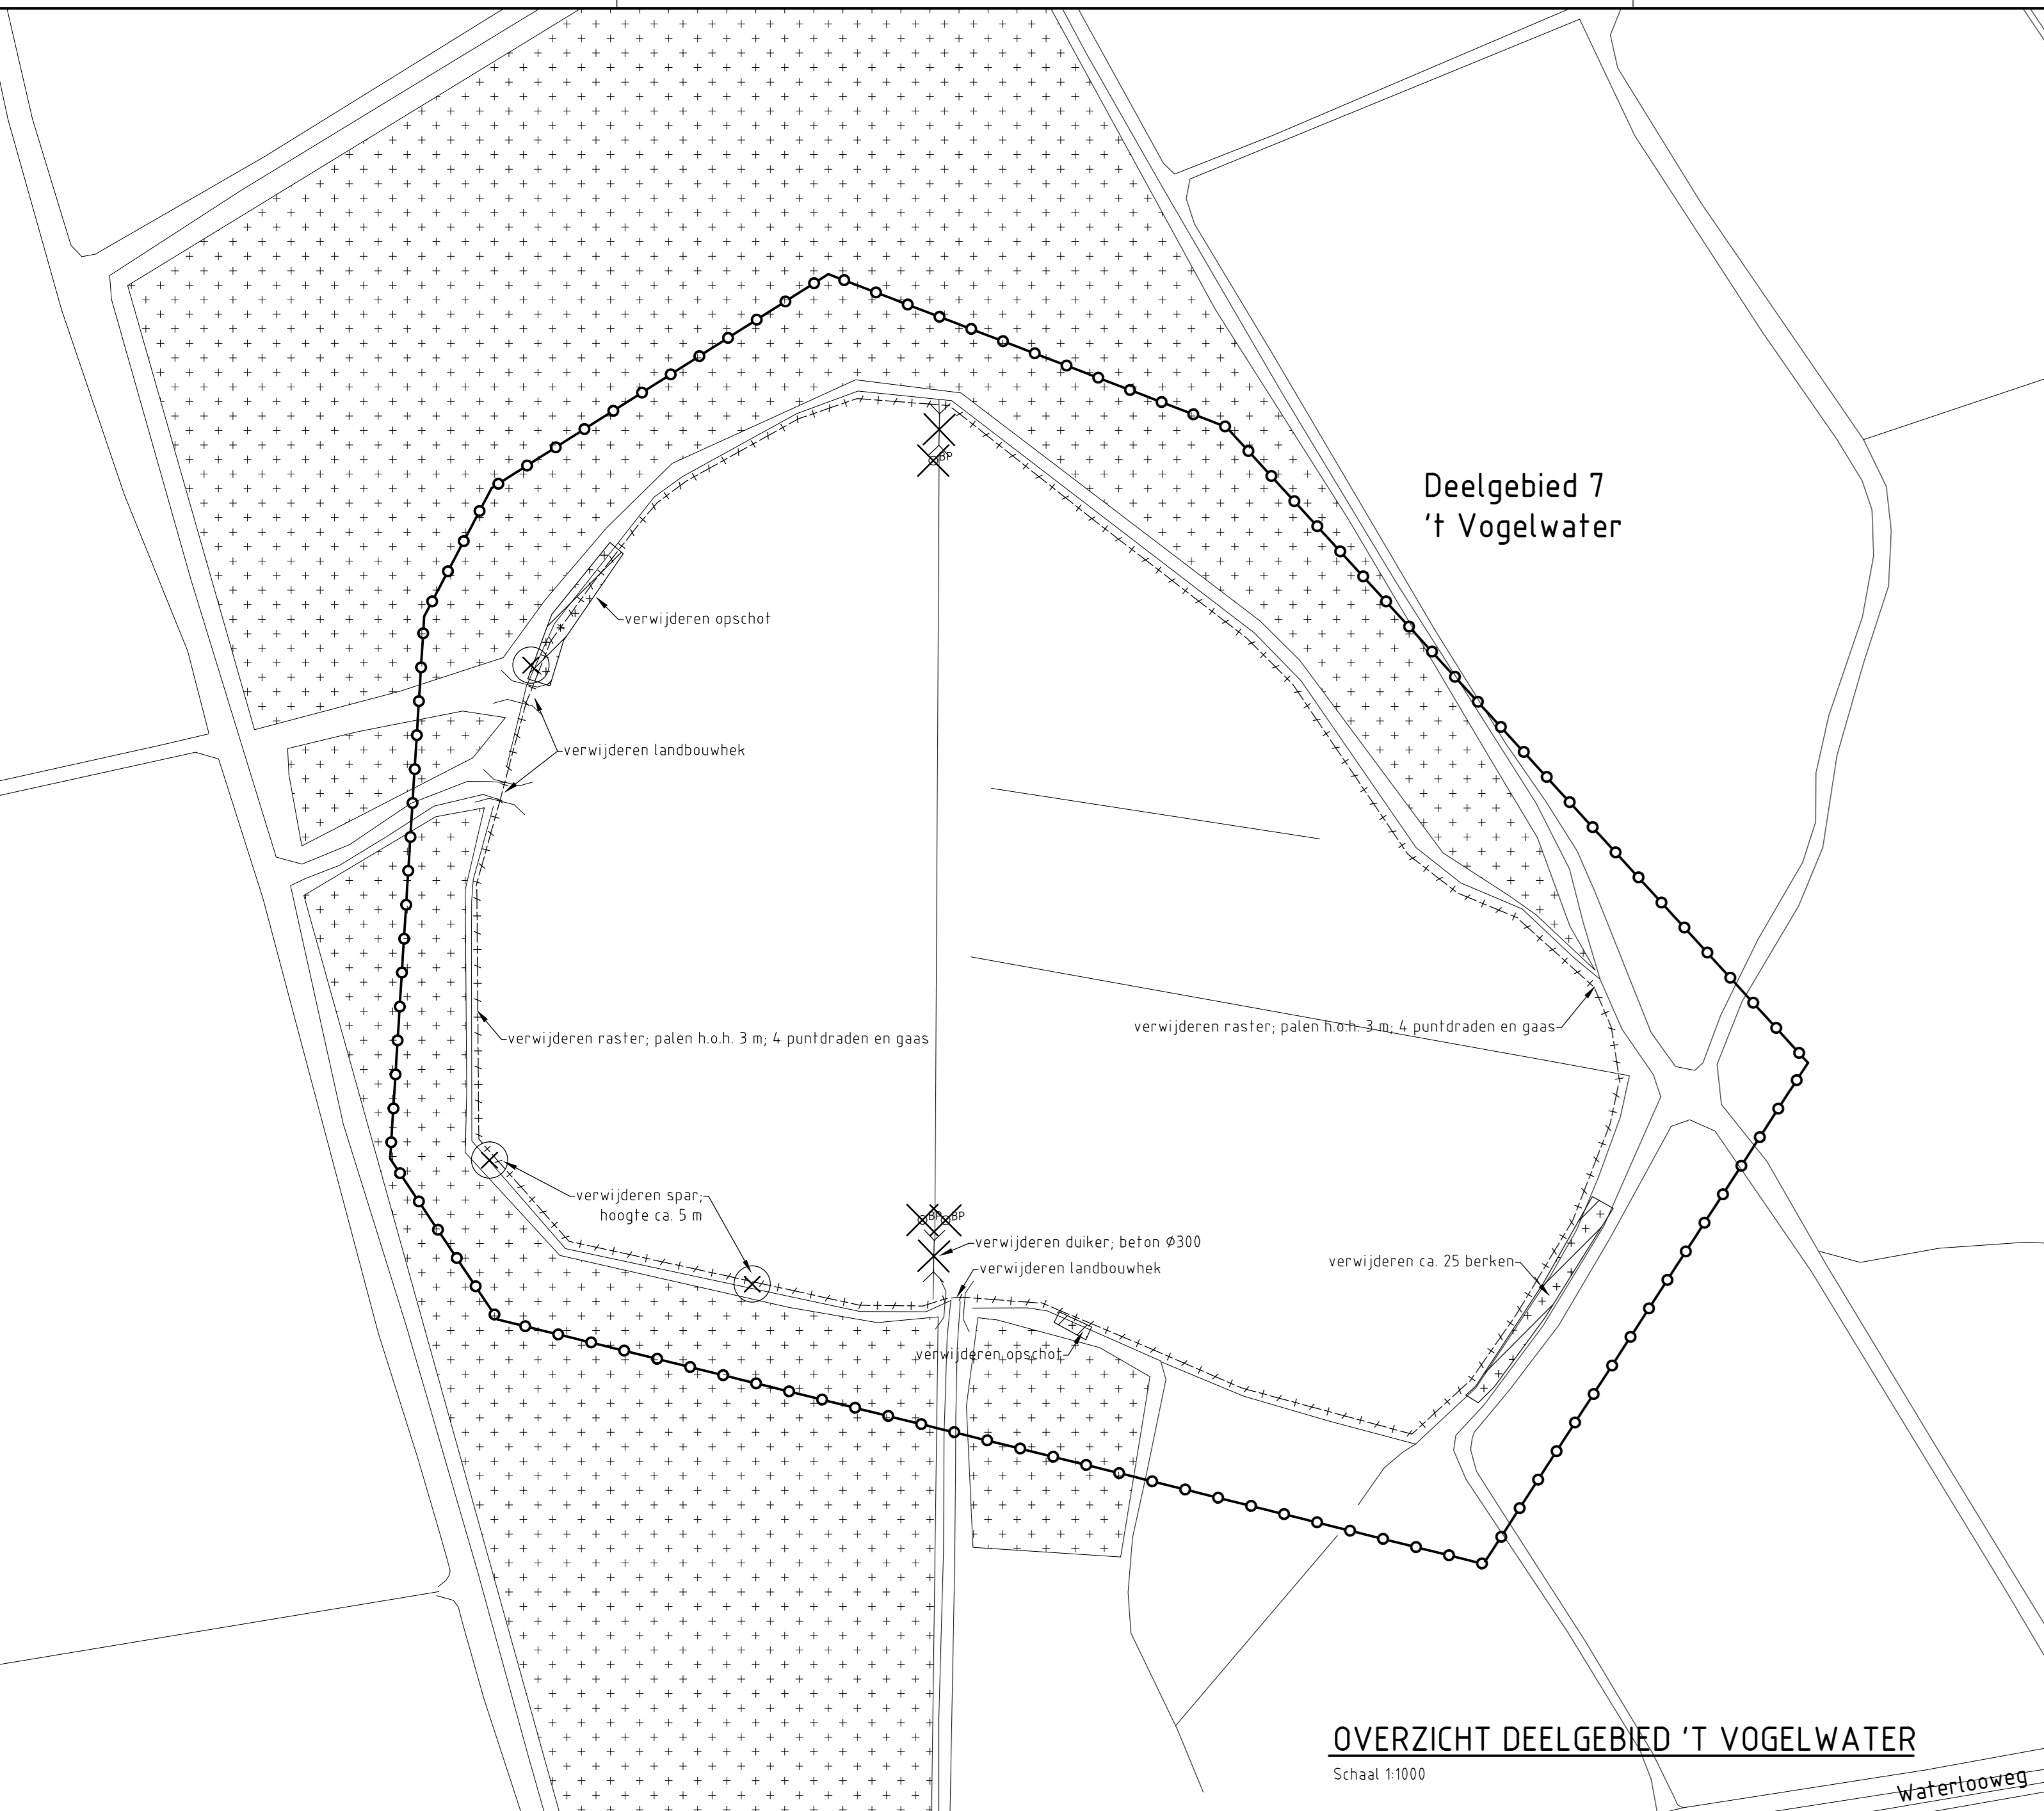 Deelgebied 7
't Vogelwater
BP
verwijderen opschot
verwijderen landbouwhek
verwijderen raster; palen h.o.h. 3 m; 4 puntdraden en gaas
verwijderen raster; palen h.o.h. 3 m; 4 puntdraden en gaas
verwijderen spar;
hoogte ca. 5 m
BP
BP
verwijderen duiker; beton Ø300
verwijderen landbouwhek
verwijderen ca. 25 berken
verwijderen opschot
OVERZICHT DEELGEBIED 'T VOGELWATER
Schaal 1:1000
Waterlooweg